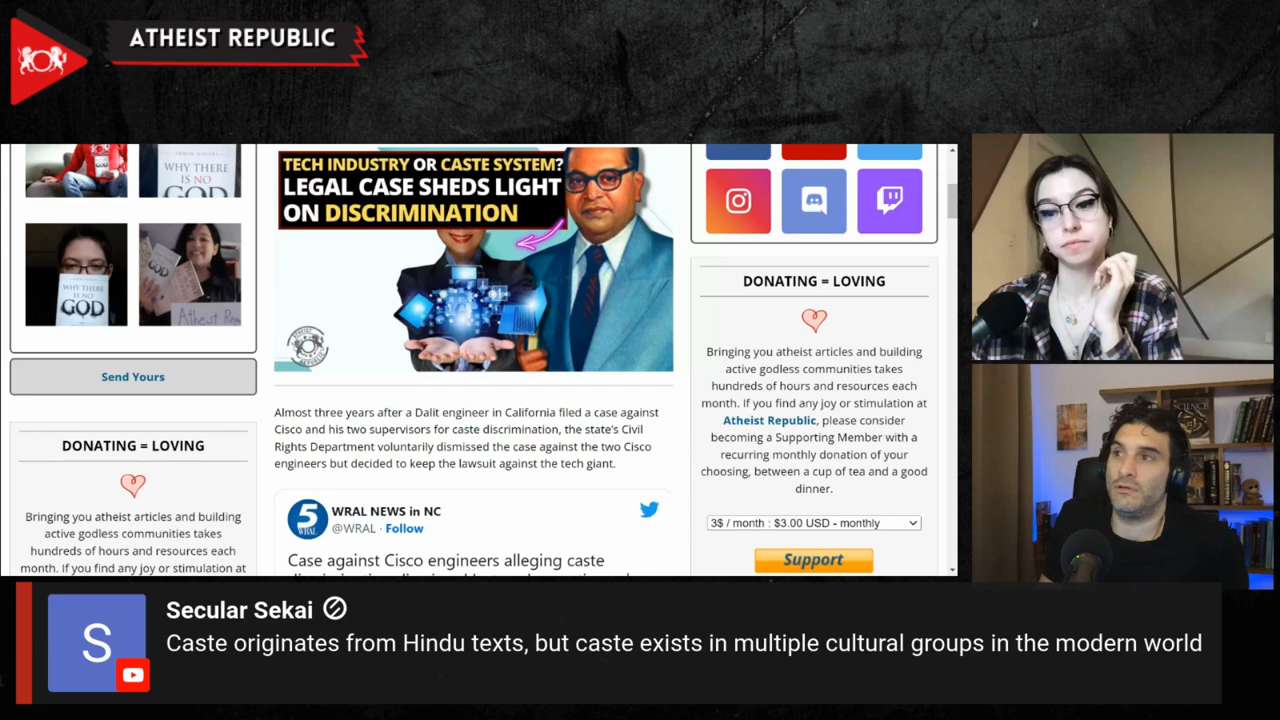 ATHEIST REPUBLIC
WHY THERE
IS NO
GOD
WHY THERE
IS NO
GOD
GOD
Atheist Rep
Send Yours
DONATING = LOVING
Bringing you atheist articles and building
active godless communities takes
hundreds of hours and resources each
month. If you find any joy or stimulation at
TECH INDUSTRY OR CASTE SYSTEM?
LEGAL CASE SHEDS LIGHT
ON DISCRIMINATION
ATHEIST
REPUBLIC
Almost three years after a Dalit engineer in California filed a case against
Cisco and his two supervisors for caste discrimination, the state's Civil
Rights Department voluntarily dismissed the case against the two Cisco
engineers but decided to keep the lawsuit against the tech giant.
5
WRAL NEWS in NC
@WRAL · Follow
Case against Cisco engineers alleging caste
DONATING = LOVING
Bringing you atheist articles and building
active godless communities takes
hundreds of hours and resources each
month. If you find any joy or stimulation at
Atheist Republic, please consider
becoming a Supporting Member with a
recurring monthly donation of your
choosing, between a cup of tea and a good
dinner.
3$ / month : $3.00 USD - monthly
Support
SCIENCE
S
Secular Sekai
Caste originates from Hindu texts, but caste exists in multiple cultural groups in the modern world